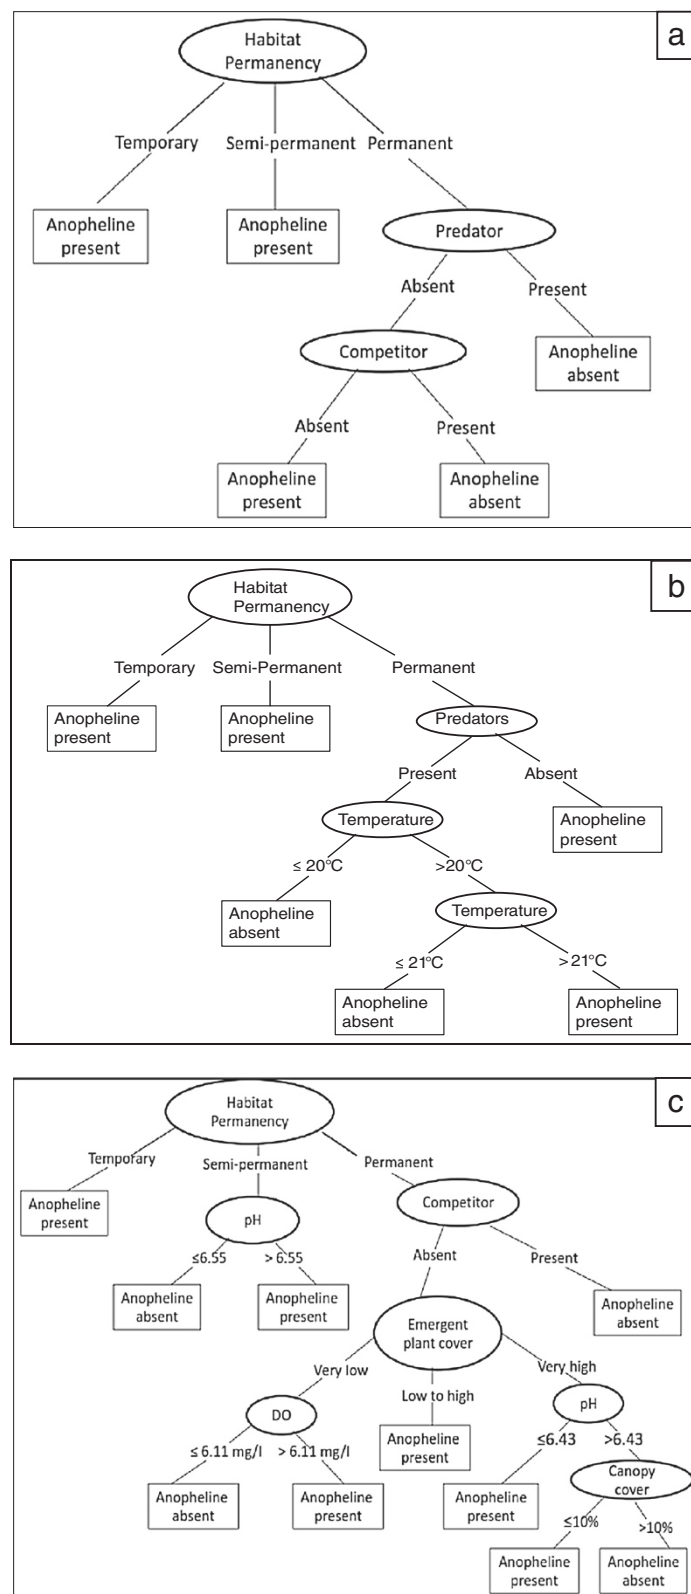 a
Habitat
Permanency
Temporary Semi-permanent Permanent
Anopheline
present
Anopheline
present
Predator
Absent
Present
Competitor
Anopheline
absent
Absent
Present
Anopheline
present
Anopheline
absent
b
Habitat
Permanency
Temporary Semi-Permanent Permanent
Anopheline
present
Anopheline
present
Predators
Present Absent
Temperature
Anopheline
present
≤ 20°C >20°C
Anopheline
absent
Temperature
≤ 21°C >21°C
Anopheline
absent
Anopheline
present
c
Habitat
Permanency
Temporary
Semi-permanent
Permanent
Anopheline
present
pH
Competitor
≤6.55 > 6.55
Absent
Present
Anopheline
absent
Anopheline
present
Anopheline
absent
Emergent
plant cover
Very low
Low to high
Very high
DO
Anopheline
present
pH
≤ 6.11 mg/l > 6.11 mg/l
≤6.43 >6.43
Anopheline
absent
Anopheline
present
Anopheline
present
Canopy
cover
≤10% >10%
Anopheline
present
Anopheline
absent